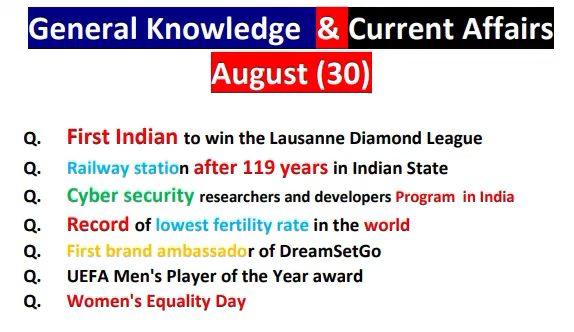 General Knowledge & Current Affairs
August (30)
Q. First Indian to win the Lausanne Diamond League
Q. Railway station after 119 years in Indian State
Q. Cyber security researchers and developers Program in India
Q. Record of lowest fertility rate in the world
Q. First brand ambassador of DreamSetGo
Q. UEFA Men's Player of the Year award
Q. Women's Equality Day